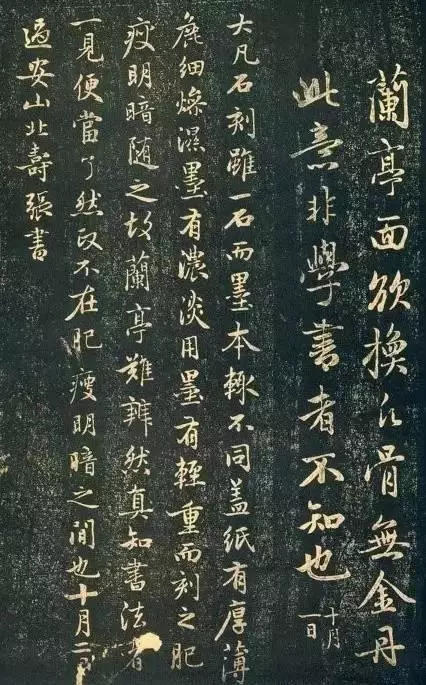 蘭亭面欲換凡骨無金丹
此意非學書者不知也
十月
一日
大凡石刻雖一石而墨本輒不同盖紙有厚薄
麁細燥濕墨有濃淡用墨有輕重而刻之肥
瘦明暗随之故蘭亭難辨然真知書法者
一見便當了然政不在肥瘦明暗之間也十月二日
過安山北壽張書